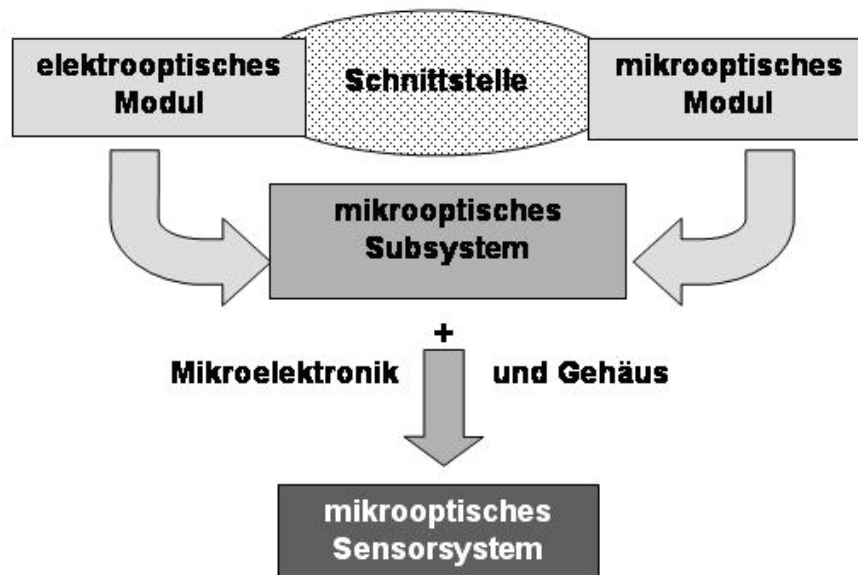 elektrooptisches
Modul
Schnittstelle
mikrooptisches
Modul
mikrooptisches
Subsystem
+
Mikroelektronik und Gehäus
mikrooptisches
Sensorsystem